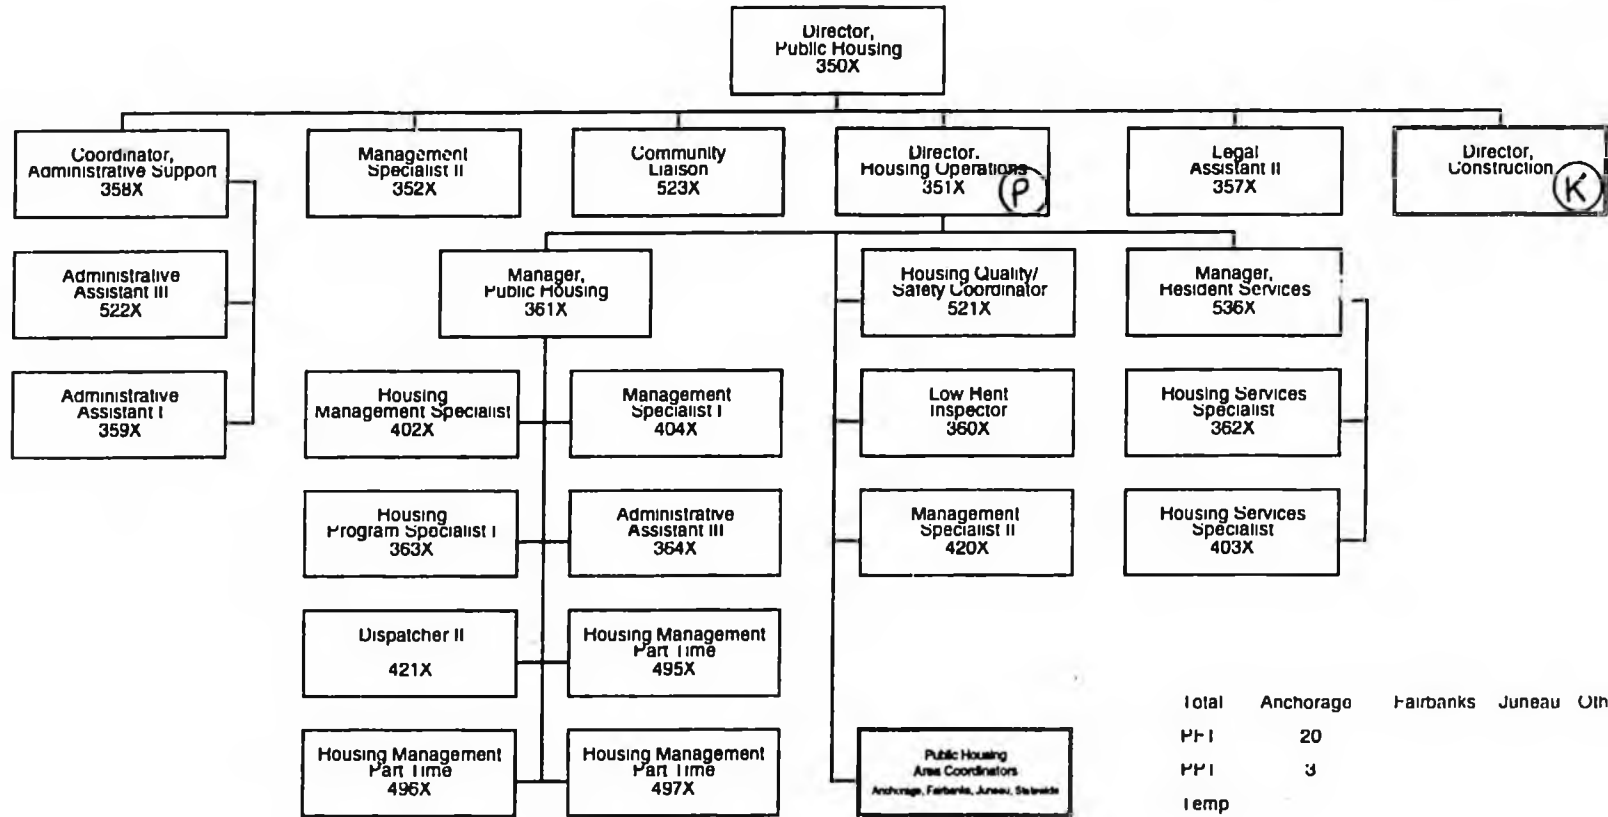 Director,
Public Housing
350X
Coordinator,
Administrative Support
358X
Management
Specialist II
352X
Community
Liaison
523X
Director.
Housing Operations
351X
P
Legal
Assistant II
357X
Director,
Construction
K
Administrative
Assistant III
522X
Manager,
Public Housing
361X
Housing Quality/
Safety Coordinator
521X
Manager,
Resident Services
536X
Administrative
Assistant I
359X
Housing
Management Specialist
402X
Management
Specialist I
404X
Low Rent
Inspector
360X
Housing Services
Specialist
362X
Housing
Program Specialist I
363X
Administrative
Assistant III
364X
Management
Specialist II
420X
Housing Services
Specialist
403X
Dispatcher II
421X
Housing Management
Part Time
495X
Housing Management
Part Time
496X
Housing Management
Part Time
497X
Public Housing
Area Coordinators
Anchorage, Fairbanks, Juneau, Statewide
Total Anchorage Fairbanks Juneau Oth
PFT 20
PPT 3
Temp